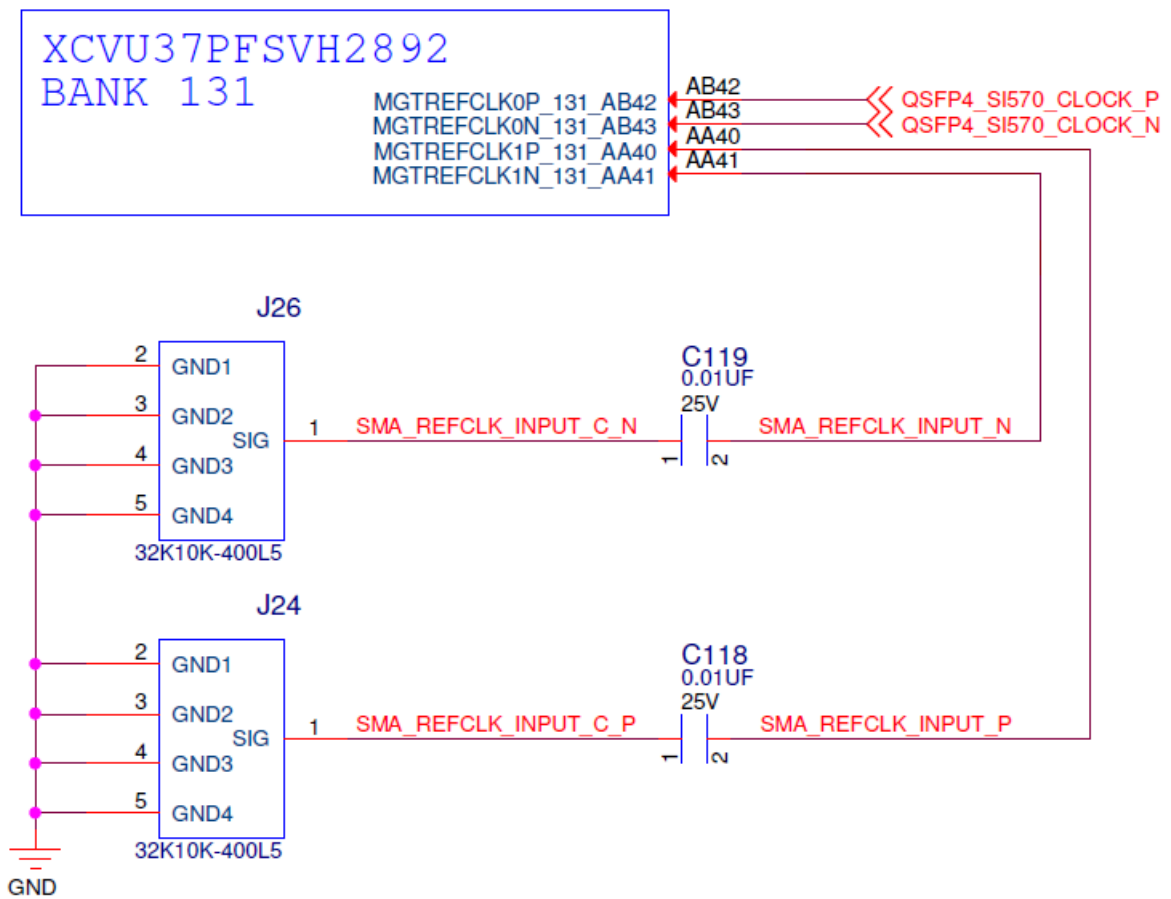 XCVU37PFSVH2892
BANK 131
MGTREFCLK0P_131_AB42 AB42 QSFP4_SI570_CLOCK_P
MGTREFCLK0N_131_AB43 AB43 QSFP4_SI570_CLOCK_N
MGTREFCLK1P_131_AA40 AA40
MGTREFCLK1N_131_AA41 AA41
J26
2 GND1
3 GND2
SIG 1 SMA_REFCLK_INPUT_C_N
4 GND3
5 GND4
32K10K-400L5
C119
0.01UF
25V
1 2
SMA_REFCLK_INPUT_N
J24
2 GND1
3 GND2
SIG 1 SMA_REFCLK_INPUT_C_P
4 GND3
5 GND4
32K10K-400L5
C118
0.01UF
25V
1 2
SMA_REFCLK_INPUT_P
GND